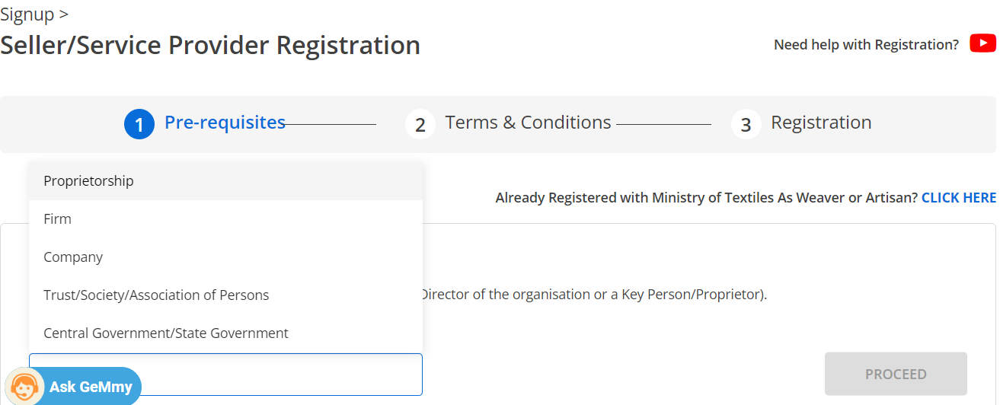 Signup >
Seller/Service Provider Registration
Need help with Registration?
1 Pre-requisites 2 Terms & Conditions 3 Registration
Proprietorship
Already Registered with Ministry of Textiles As Weaver or Artisan? CLICK HERE
Firm
Company
Trust/Society/Association of Persons
Director of the organisation or a Key Person/Proprietor).
Central Government/State Government
Ask GeMmy
PROCEED